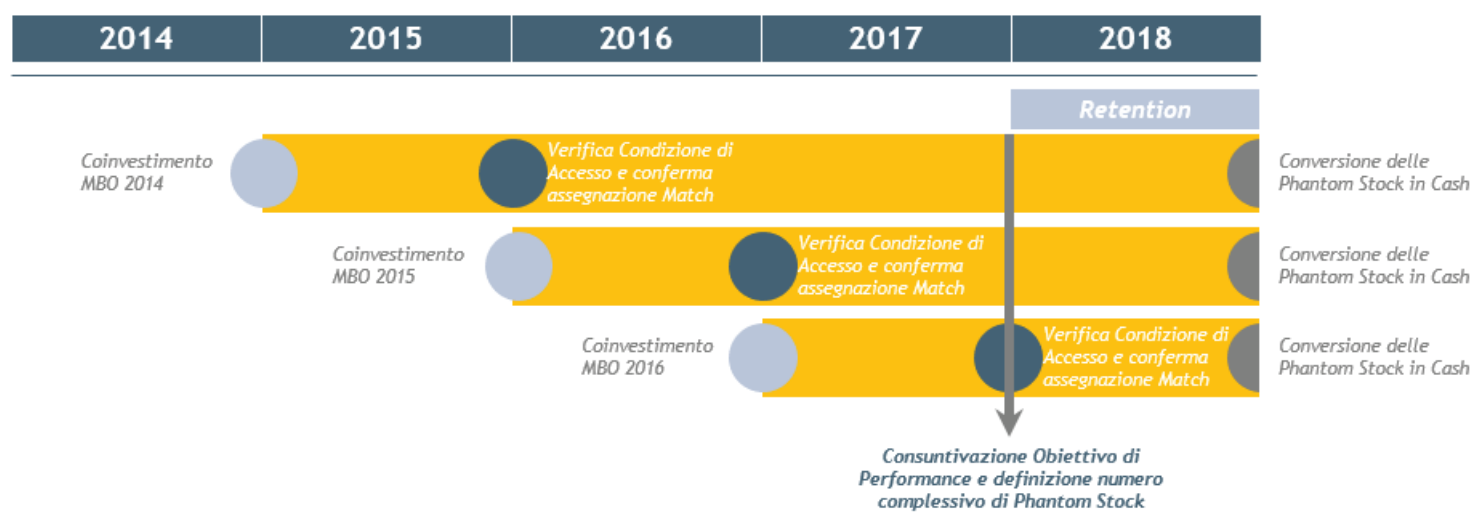 2014 2015 2016 2017 2018
Retention
Coinvestimento
MBO 2014
Verifica Condizione di
Accesso e conferma
assegnazione Match
Conversione delle
Phantom Stock in Cash
Coinvestimento
MBO 2015
Verifica Condizione di
Accesso e conferma
assegnazione Match
Conversione delle
Phantom Stock in Cash
Coinvestimento
MBO 2016
Verifica Condizione di
Accesso e conferma
assegnazione Match
Conversione delle
Phantom Stock in Cash
Consuntivazione Obiettivo di
Performance e definizione numero
complessivo di Phantom Stock